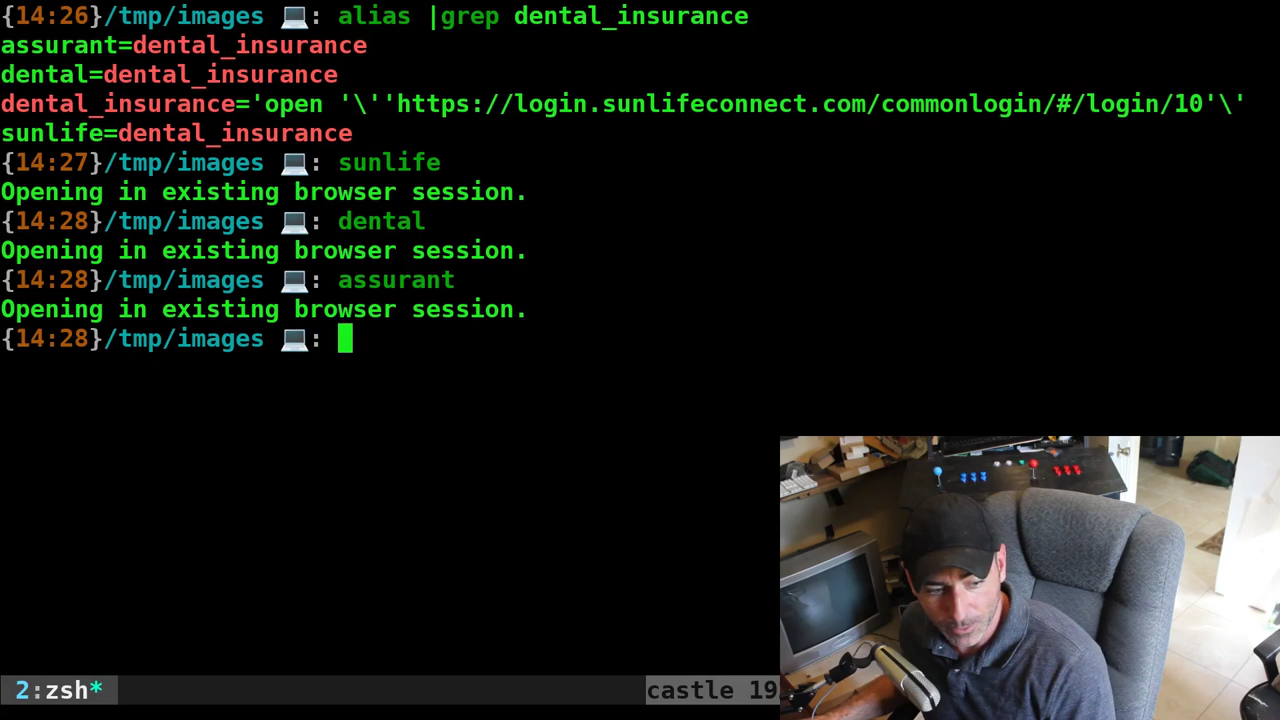 {14:26}/tmp/images 💻: alias |grep dental_insurance
assurant=dental_insurance
dental=dental_insurance
dental_insurance='open '\''https://login.sunlifeconnect.com/commonlogin/#/login/10'\'
sunlife=dental_insurance
{14:27}/tmp/images 💻: sunlife
Opening in existing browser session.
{14:28}/tmp/images 💻: dental
Opening in existing browser session.
{14:28}/tmp/images 💻: assurant
Opening in existing browser session.
{14:28}/tmp/images 💻:
2:zsh* castle 19